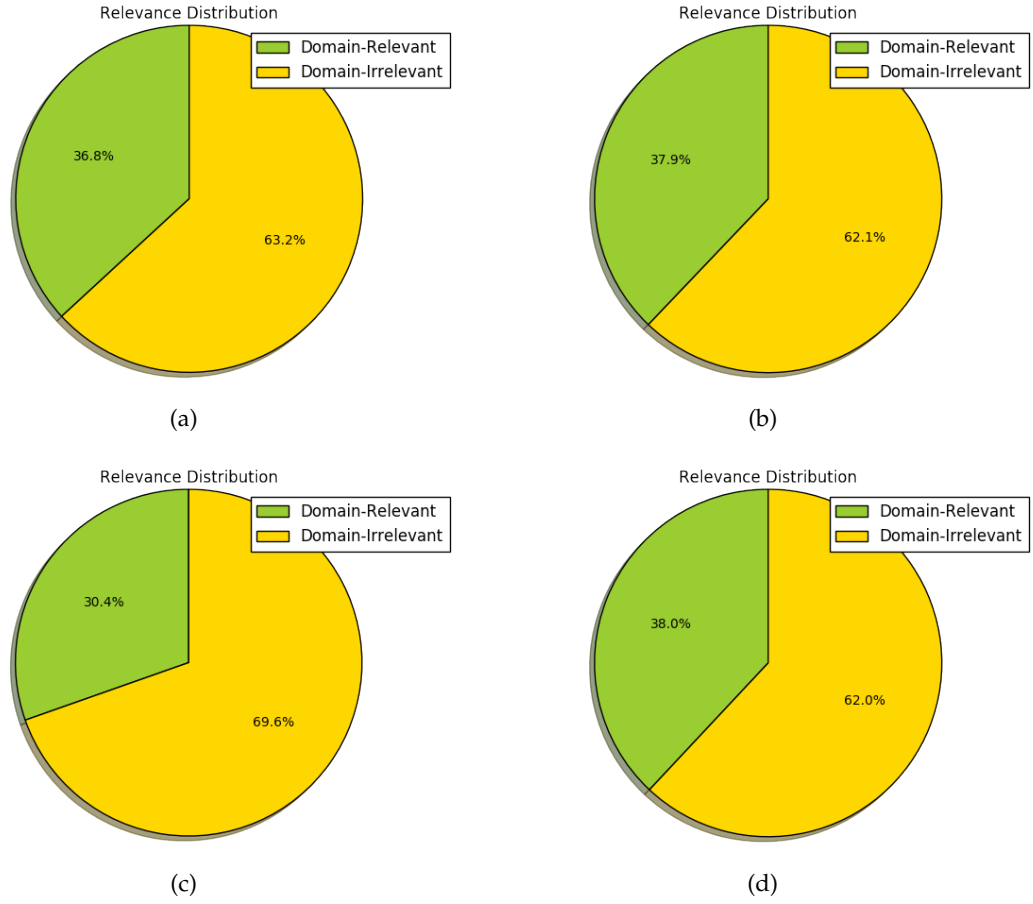 Relevance Distribution
Domain-Relevant
Domain-Irrelevant
36.8%
63.2%
(a)
Relevance Distribution
Domain-Relevant
Domain-Irrelevant
37.9%
62.1%
(b)
Relevance Distribution
Domain-Relevant
Domain-Irrelevant
30.4%
69.6%
(c)
Relevance Distribution
Domain-Relevant
Domain-Irrelevant
38.0%
62.0%
(d)